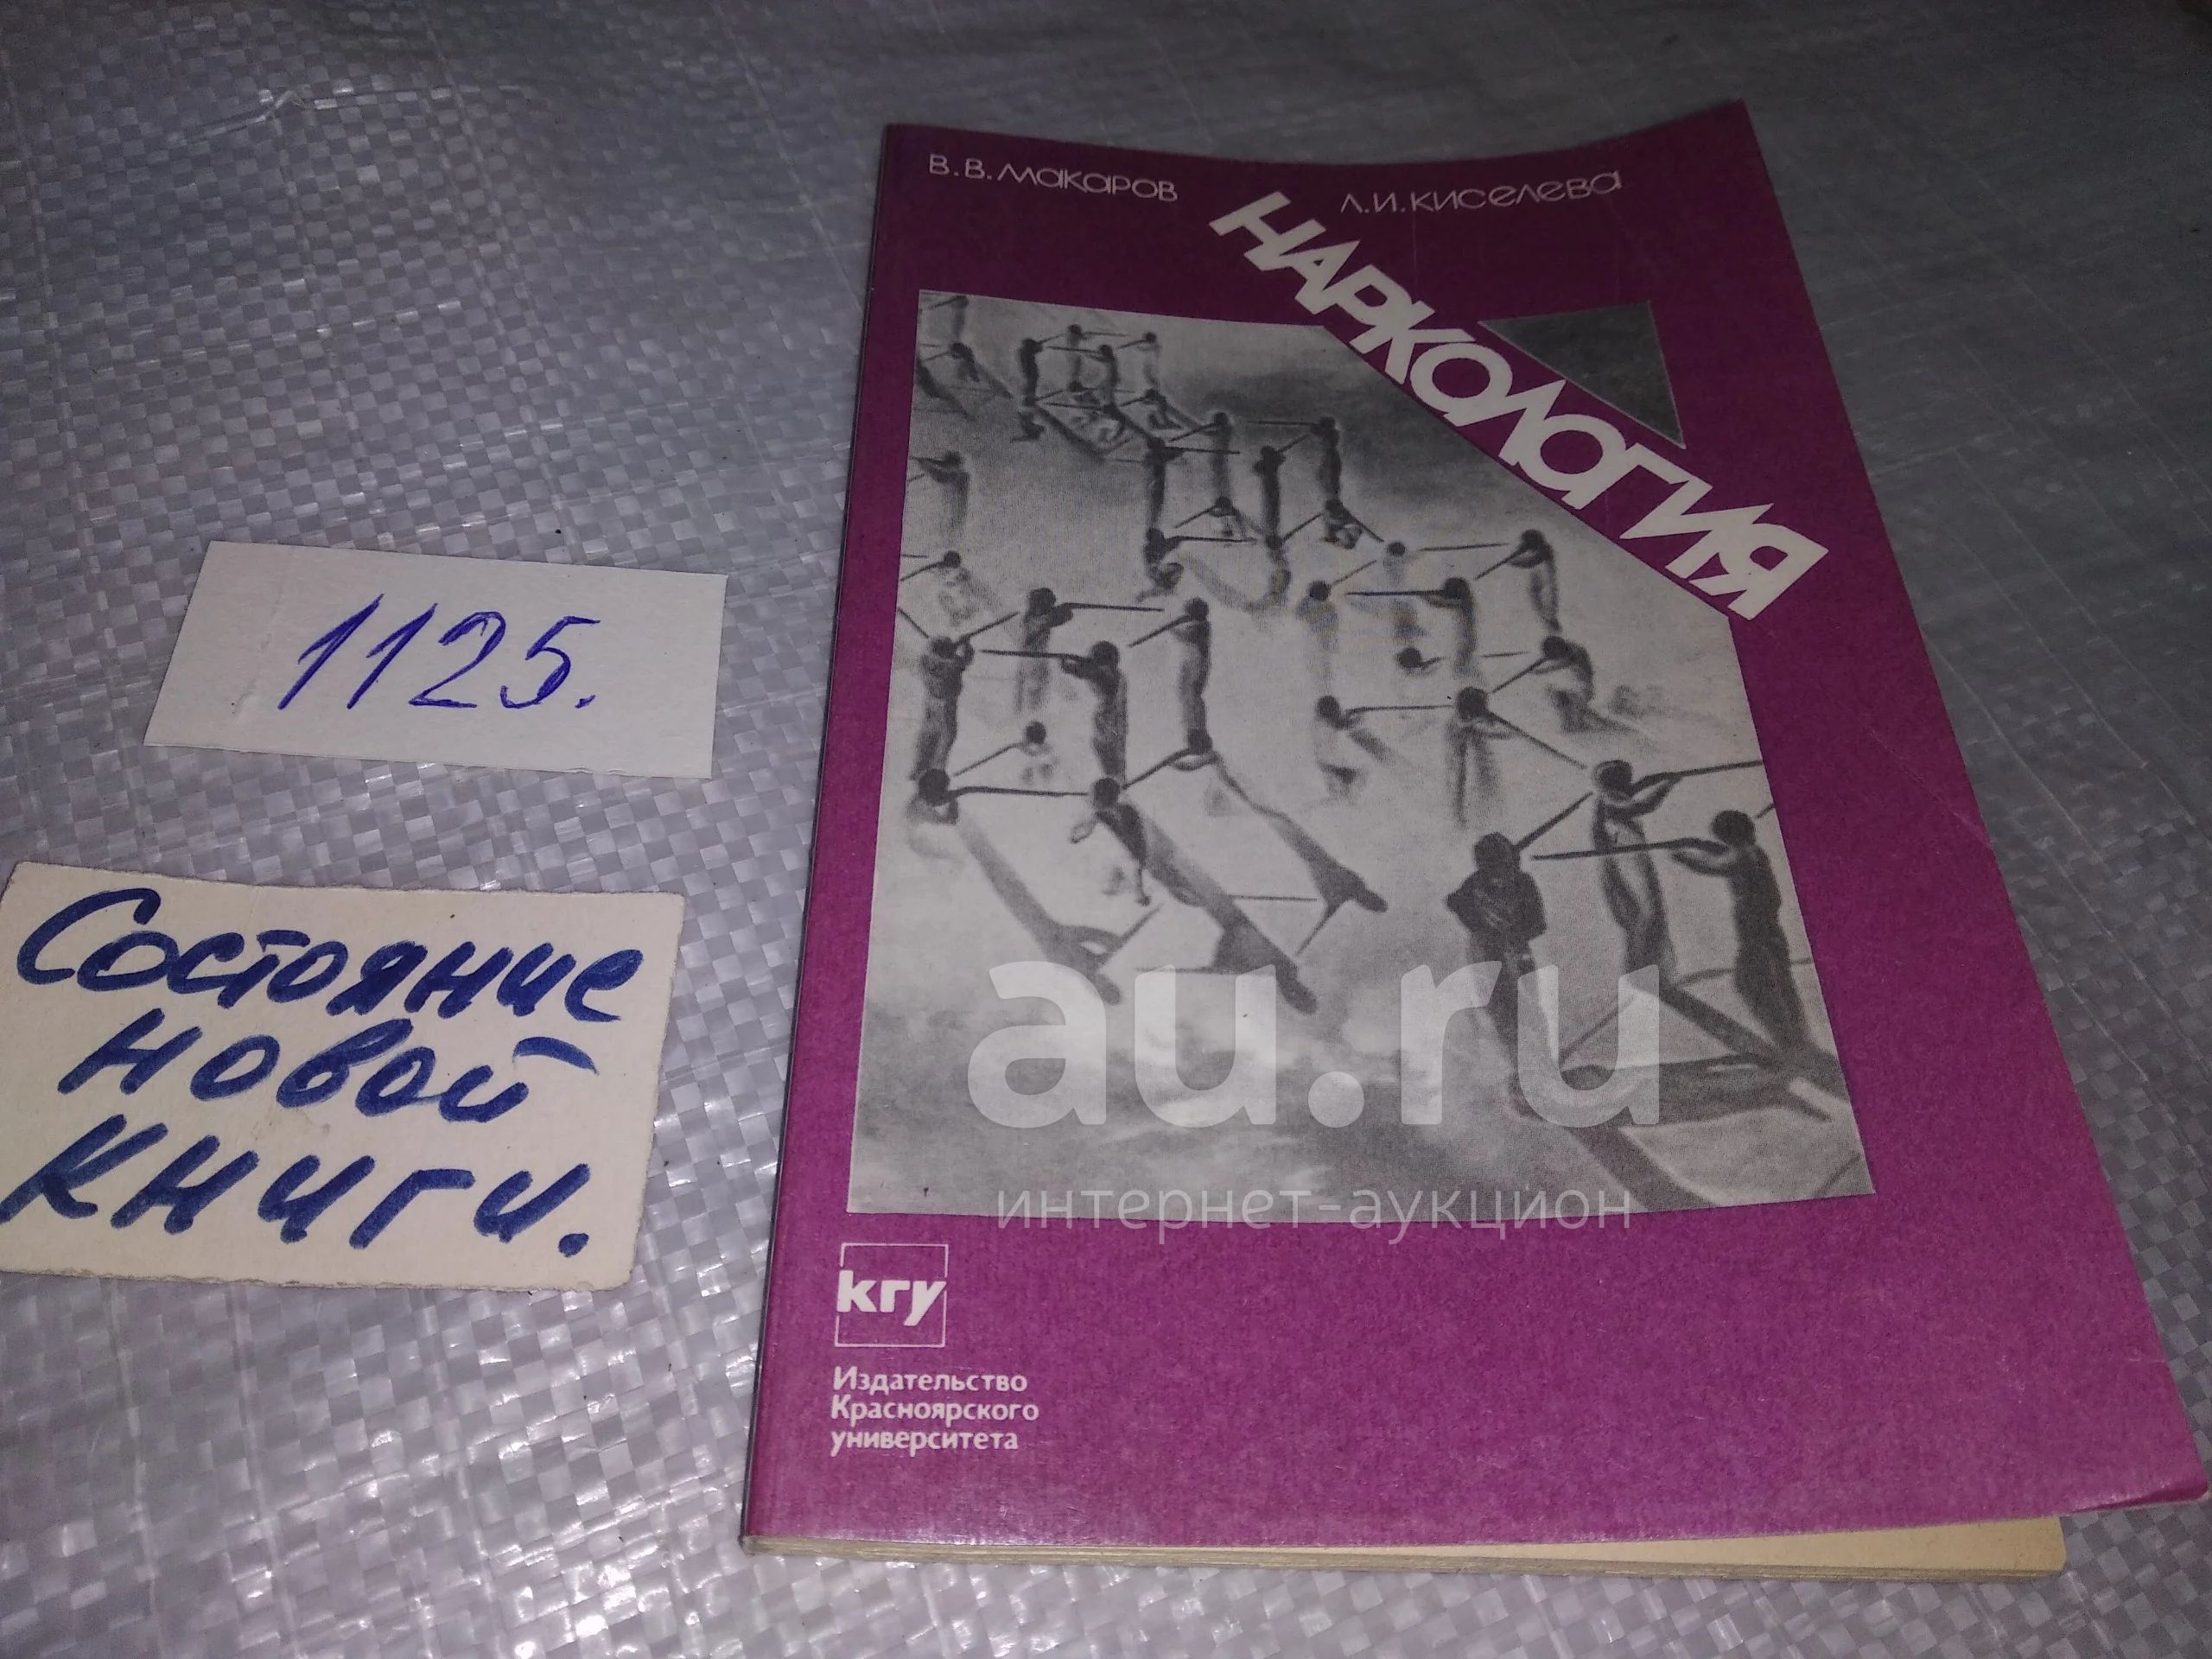 В.В.Макаров
Л.И.Киселева
НАРКОЛОГИЯ
1125.
Состояние
новой
книги.
au.ru
интернет-аукцион
кгу
Издательство
Красноярского
университета